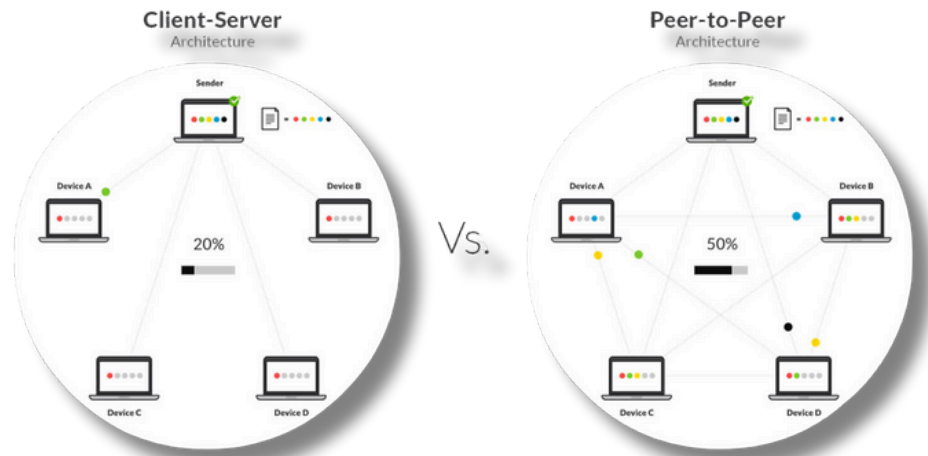 Client-Server
Architecture
Sender
Device A
Device B
20%
Device C
Device D
Vs.
Peer-to-Peer
Architecture
Sender
Device A
Device B
50%
Device C
Device D